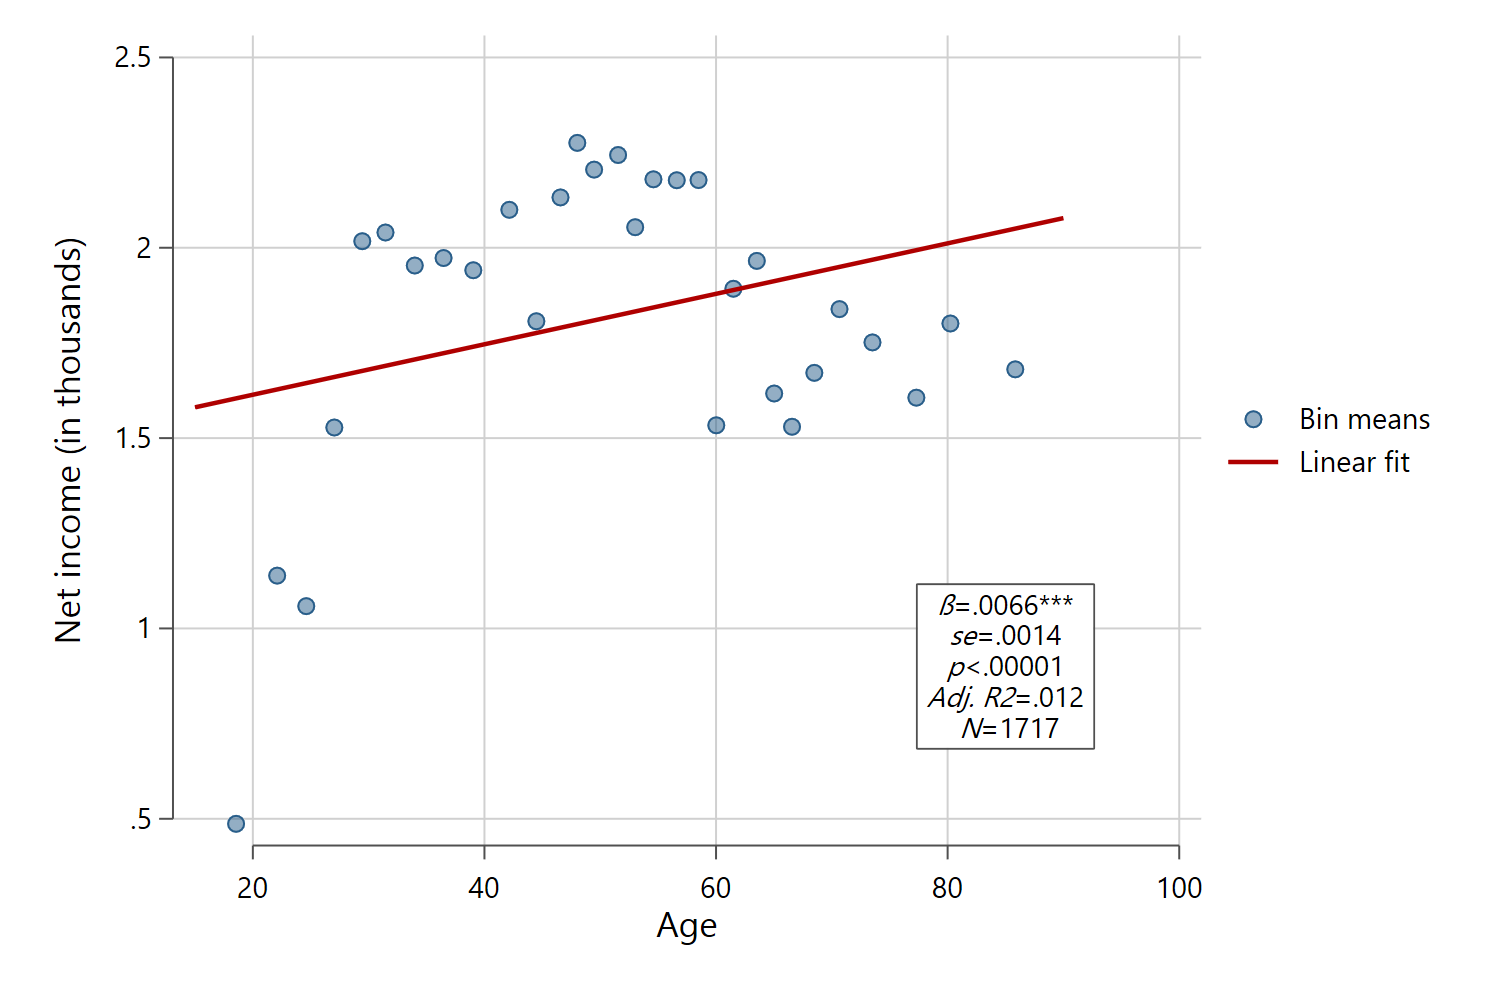 Net income (in thousands)
2.5
2
1.5
1
.5
20 40 60 80 100
Age
Bin means
Linear fit
ß=.0066***
se=.0014
p<.00001
Adj. R2=.012
N=1717